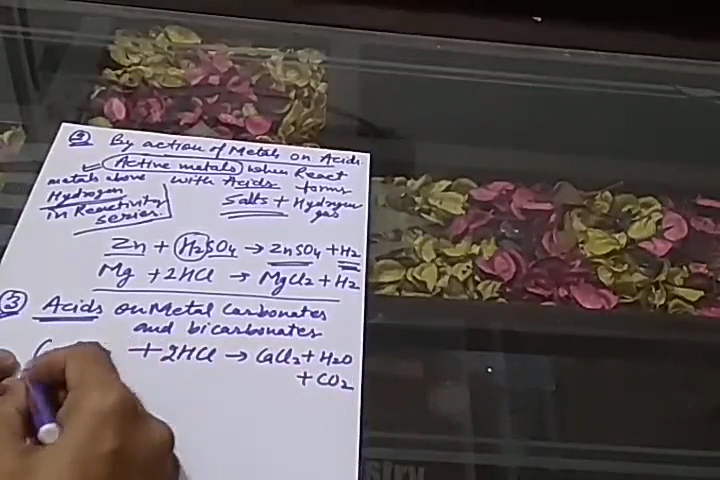 ② By action of Metals on Acids
Active metals when React
metals above with Acids forms
Hydrogen Salts + Hydrogen
in Reactivity gas
series.
Zn + H2SO4 → ZnSO4 + H2
Mg + 2HCl → MgCl2 + H2
③ Acids on Metal Carbonates
and bicarbonates
+ 2HCl → CaCl2 + H2O
+ CO2
istry